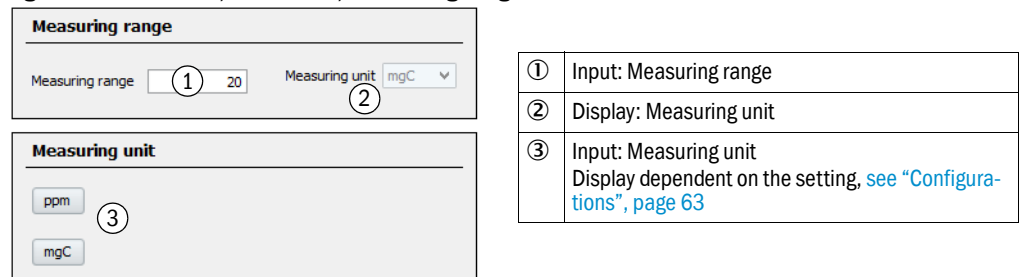 Measuring range
Measuring range ① 20 Measuring unit mgC
②
Measuring unit
ppm
③
mgC
① Input: Measuring range
② Display: Measuring unit
③ Input: Measuring unit
Display dependent on the setting, see “Configura-
tions”, page 63